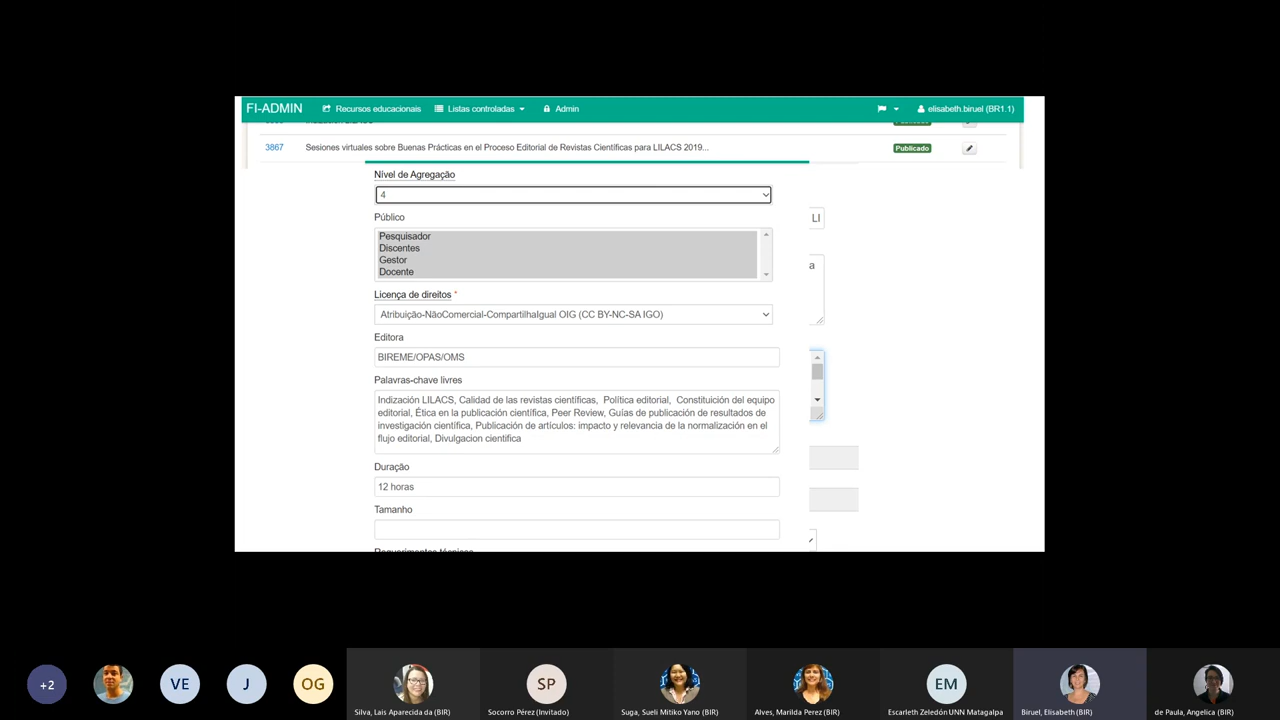 FI-ADMIN Recursos educacionais Listas controladas Admin elisabeth.biruel (BR1.1)
3867 Sesiones virtuales sobre Buenas Prácticas en el Proceso Editorial de Revistas Científicas para LILACS 2019... Publicado
Nível de Agregação
4
Público
LI
Pesquisador
Discentes
Gestor
Docente
a
Licença de direitos *
Atribuição-NãoComercial-CompartilhaIgual OIG (CC BY-NC-SA IGO)
Editora
BIREME/OPAS/OMS
Palavras-chave livres
Indización LILACS, Calidad de las revistas científicas, Política editorial, Constituición del equipo
editorial, Ética en la publicación científica, Peer Review, Guías de publicación de resultados de
investigación científica, Publicación de artículos: impacto y relevancia de la normalización en el
flujo editorial, Divulgacion cientifica
Duração
12 horas
Tamanho
Requerimentos técnicos
+2 VE J OG SP EM
Silva, Lais Aparecida da (BIR) Socorro Pérez (Invitado) Suga, Sueli Mitiko Yano (BIR) Alves, Marilda Perez (BIR) Escarleth Zeledón UNN Matagalpa Biruel, Elisabeth (BIR) de Paula, Angelica (BIR)